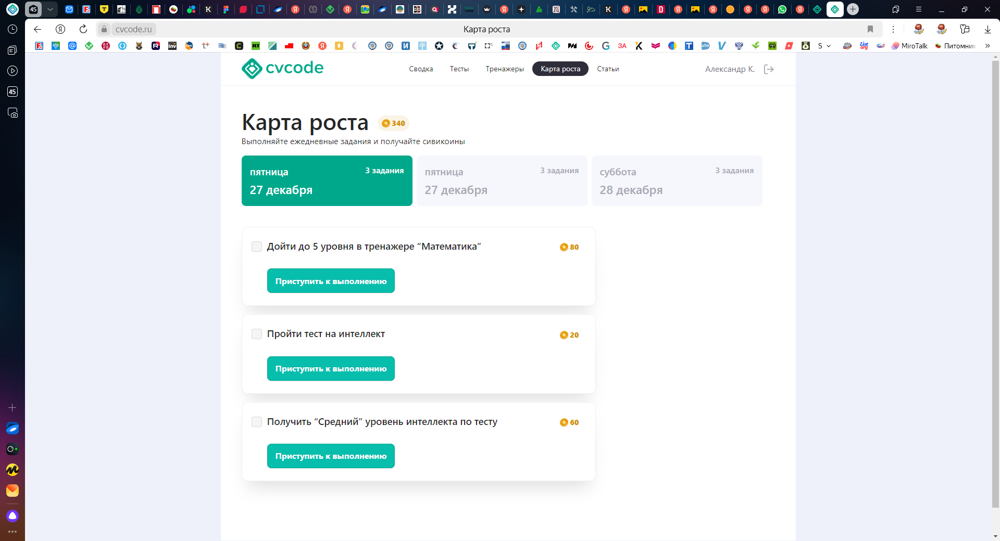 45
cvcode.ru
Карта роста
S
MiroTalk
Питомник
45
cvcode
Сводка
Тесты
Тренажеры
Карта роста
Статьи
Александр К.
Карта роста
340
Выполняйте ежедневные задания и получайте сивикоины
пятница
3 задания
27 декабря
пятница
3 задания
27 декабря
суббота
3 задания
28 декабря
Дойти до 5 уровня в тренажере “Математика”
80
Приступить к выполнению
Пройти тест на интеллект
20
Приступить к выполнению
Получить “Средний” уровень интеллекта по тесту
60
Приступить к выполнению